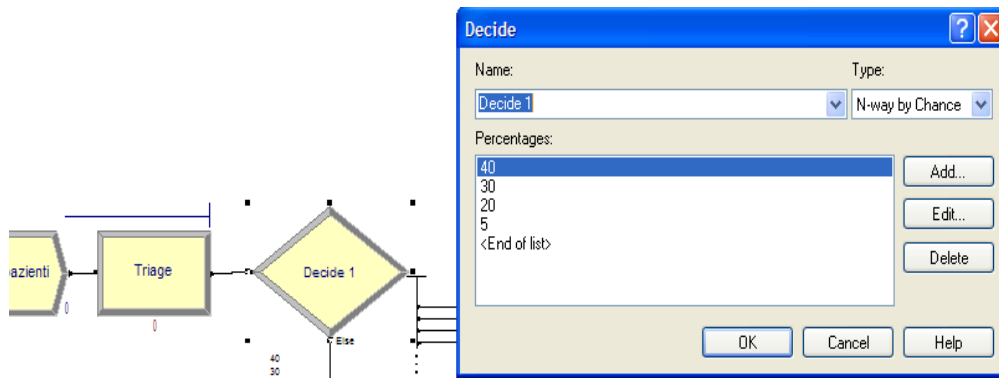 azienti
0
Triage
0
Decide 1
Else
40
30
Decide
Name:
Type:
Decide 1
N-way by Chance
Percentages:
40
30
20
5
<End of list>
Add...
Edit...
Delete
OK
Cancel
Help